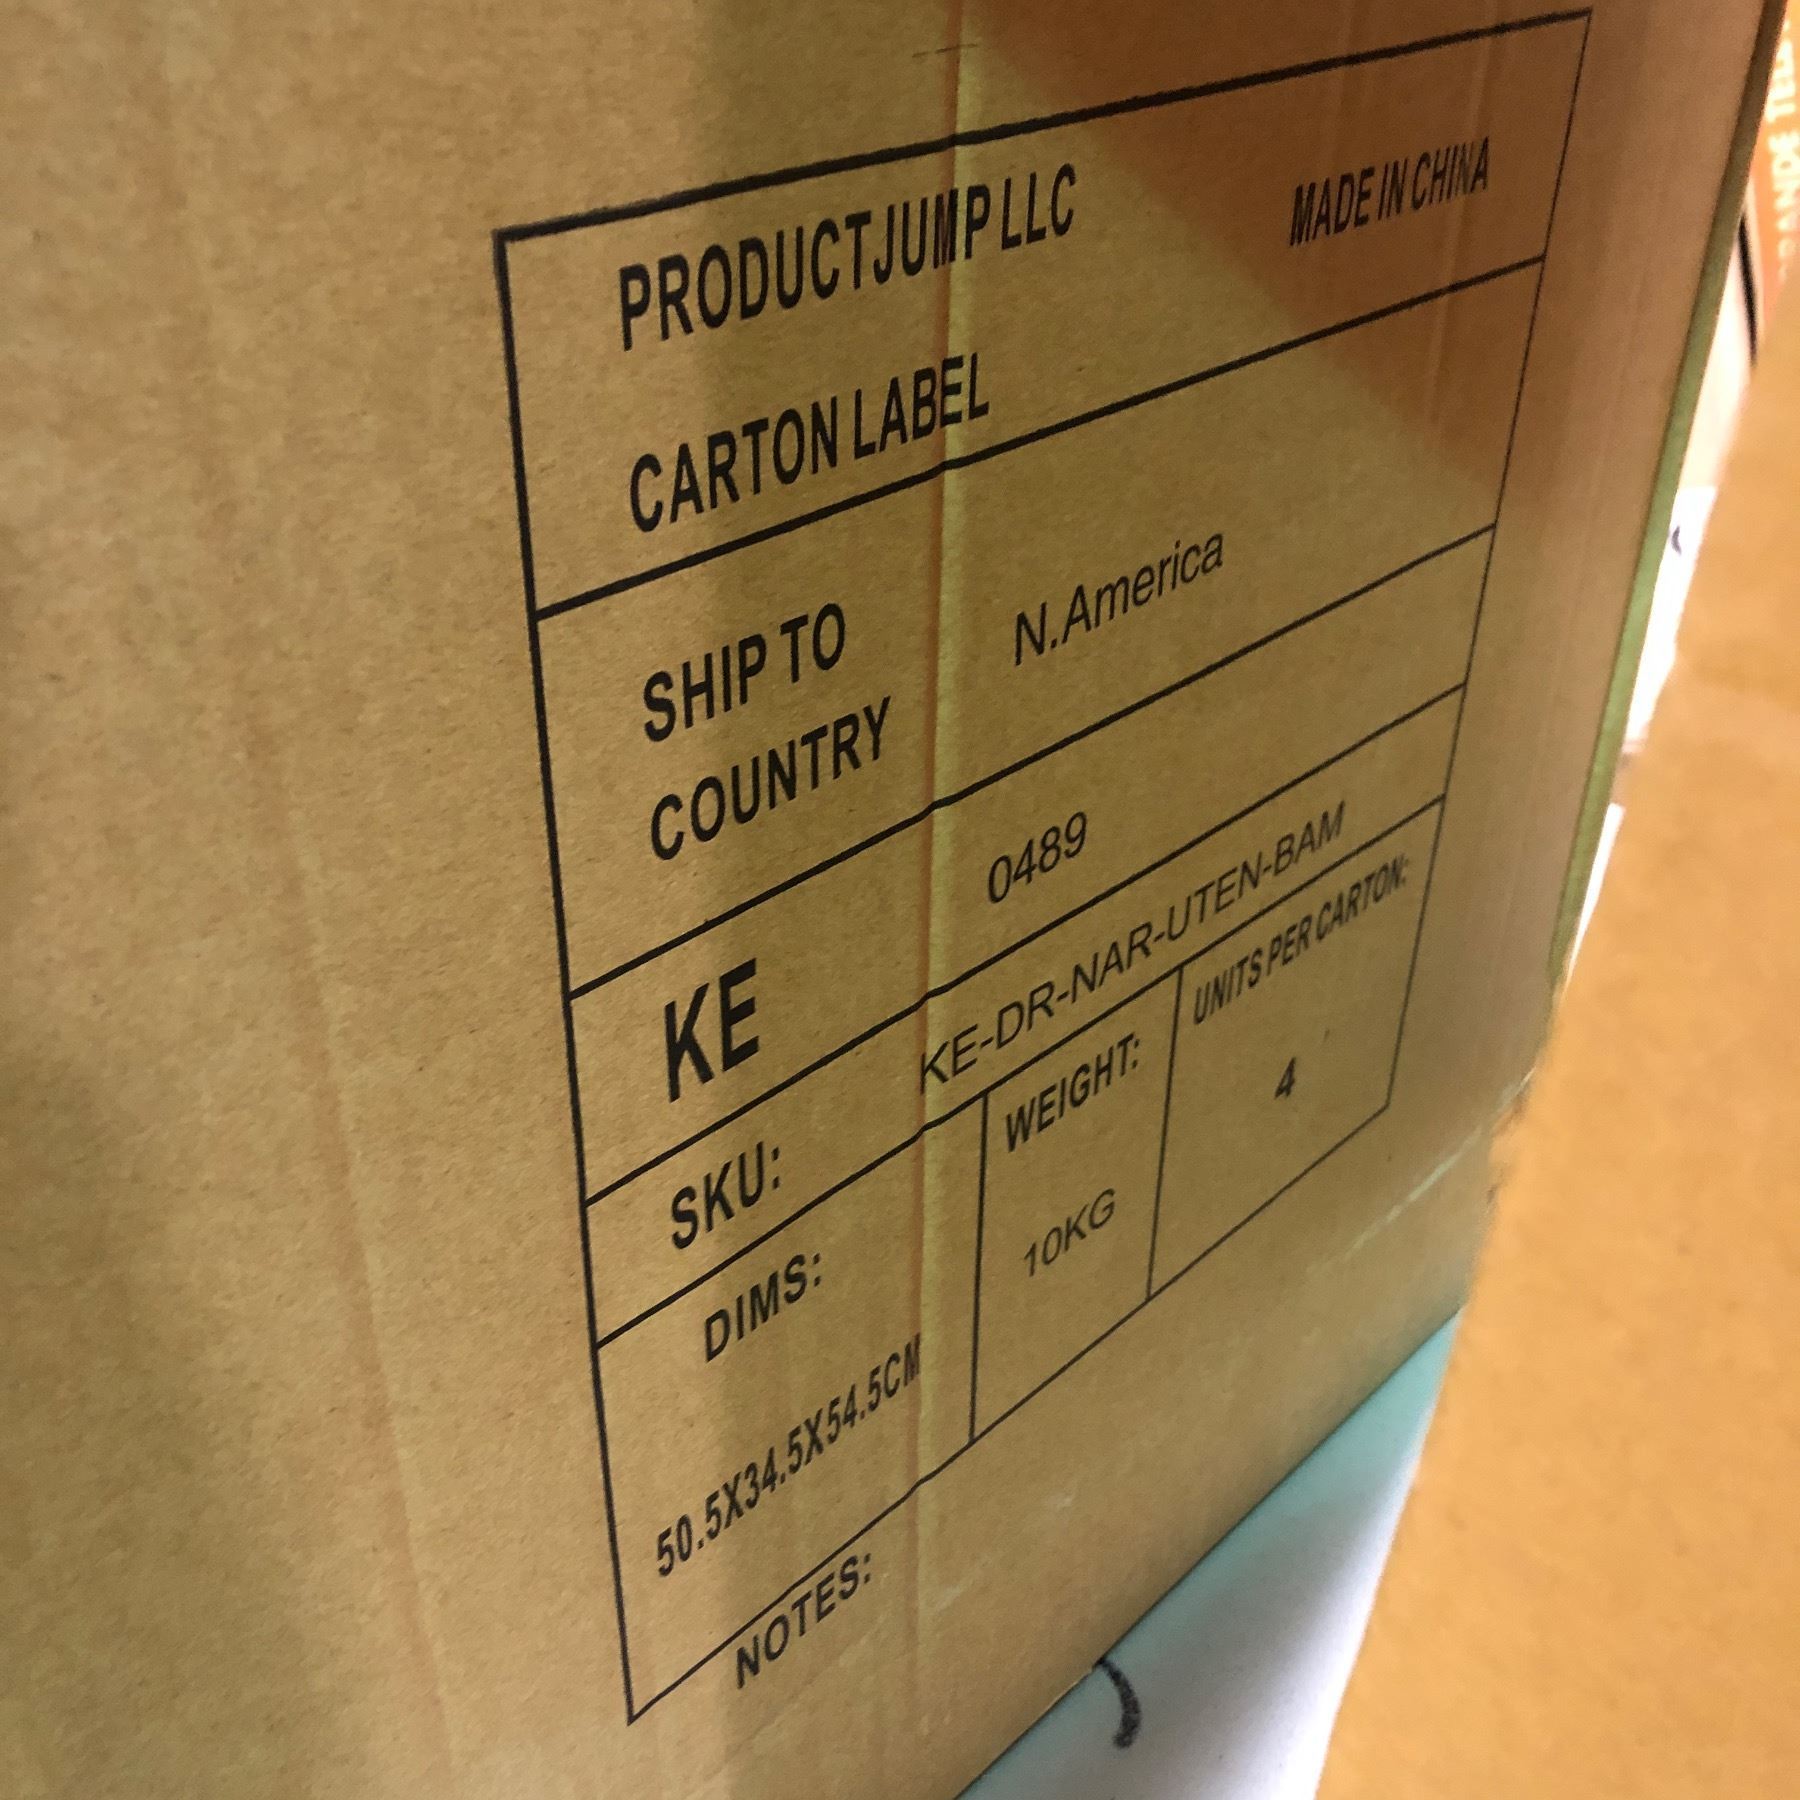 PRODUCTJUMP LLC
MADE IN CHINA
CARTON LABEL
SHIP TO
COUNTRY
N.America
KE
0489
SKU:
KE-DR-NAR-UTEN-BAM
DIMS:
50.5X34.5X54.5CM
WEIGHT:
10KG
UNITS PER CARTON:
4
NOTES: